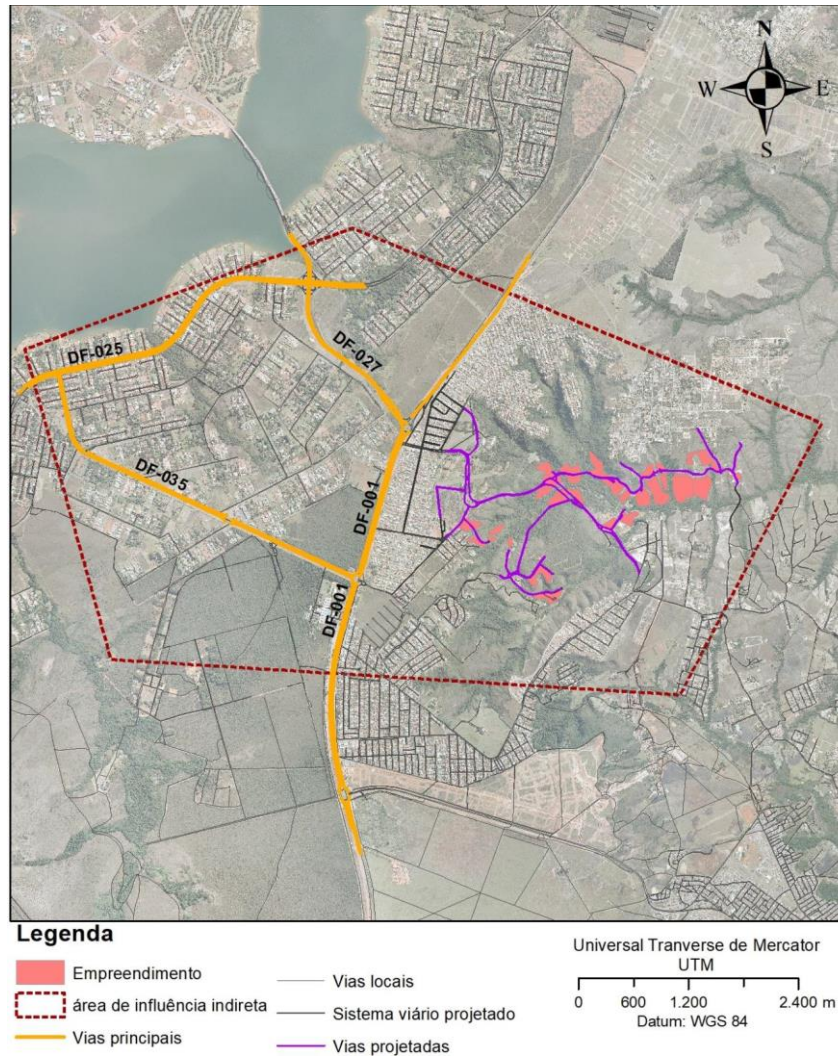 N
W
E
S
DF-025
DF-027
DF-035
DF-001
DF-001
Legenda
Empreendimento
área de influência indireta
Vias principais
Vias locais
Sistema viário projetado
Vias projetadas
Universal Tranverse de Mercator
UTM
0 600 1.200 2.400 m
Datum: WGS 84